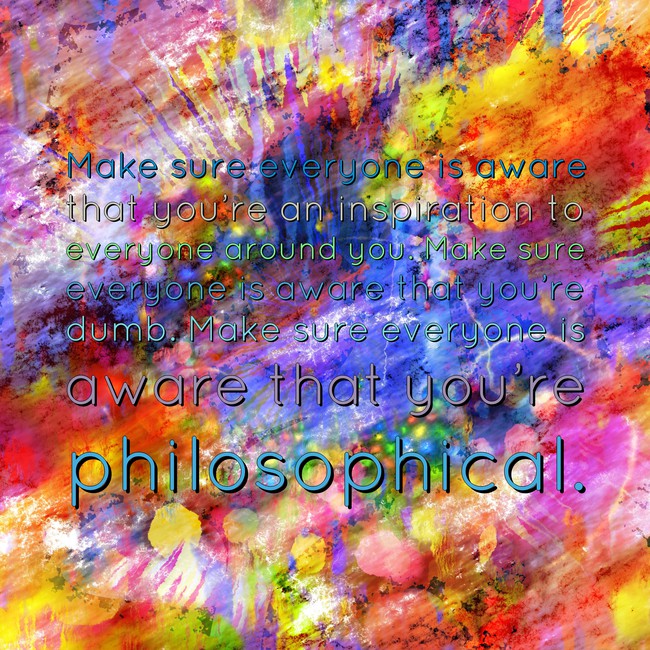 Make sure everyone is aware
that you're an inspiration to
everyone around you. Make sure
everyone is aware that you're
dumb. Make sure everyone is
aware that you're
philosophical.